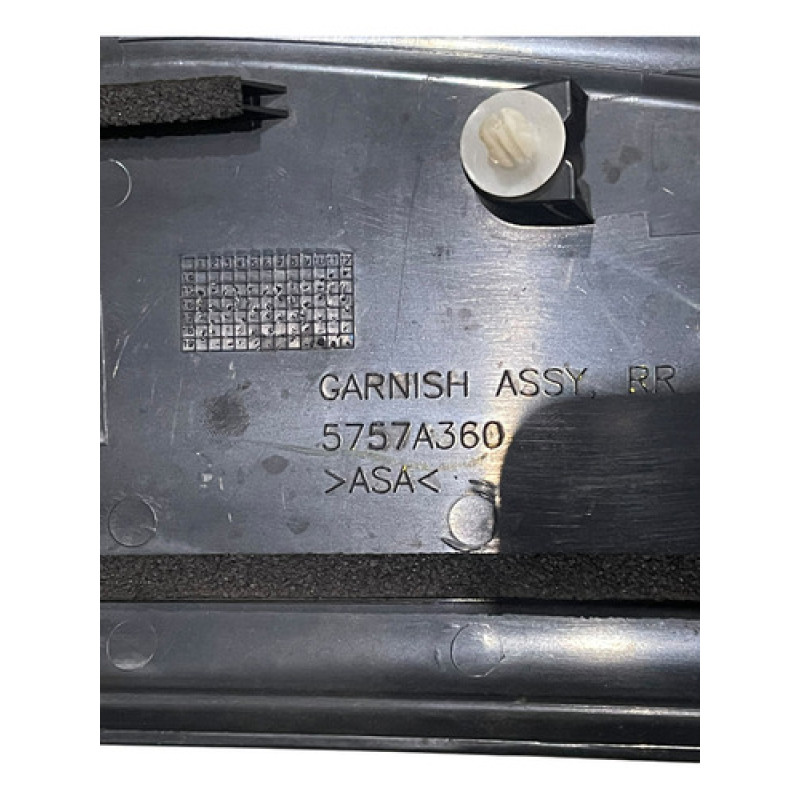 GARNISH ASSY, RR
5757A360
>ASA<